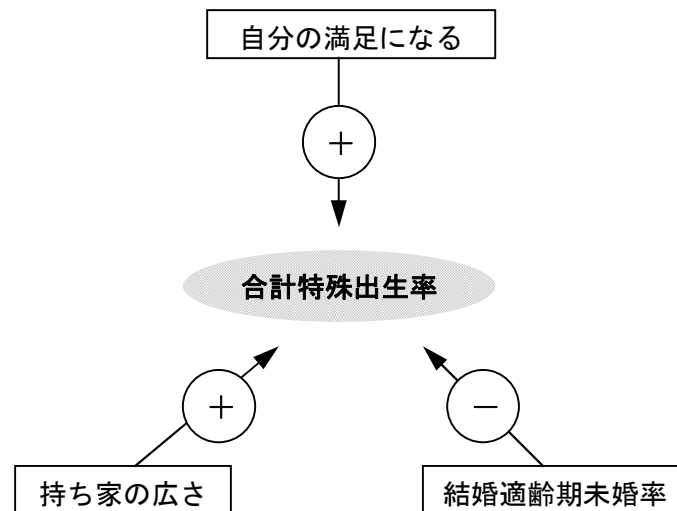 自分の満足になる
＋
合計特殊出生率
＋
－
持ち家の広さ
結婚適齢期未婚率